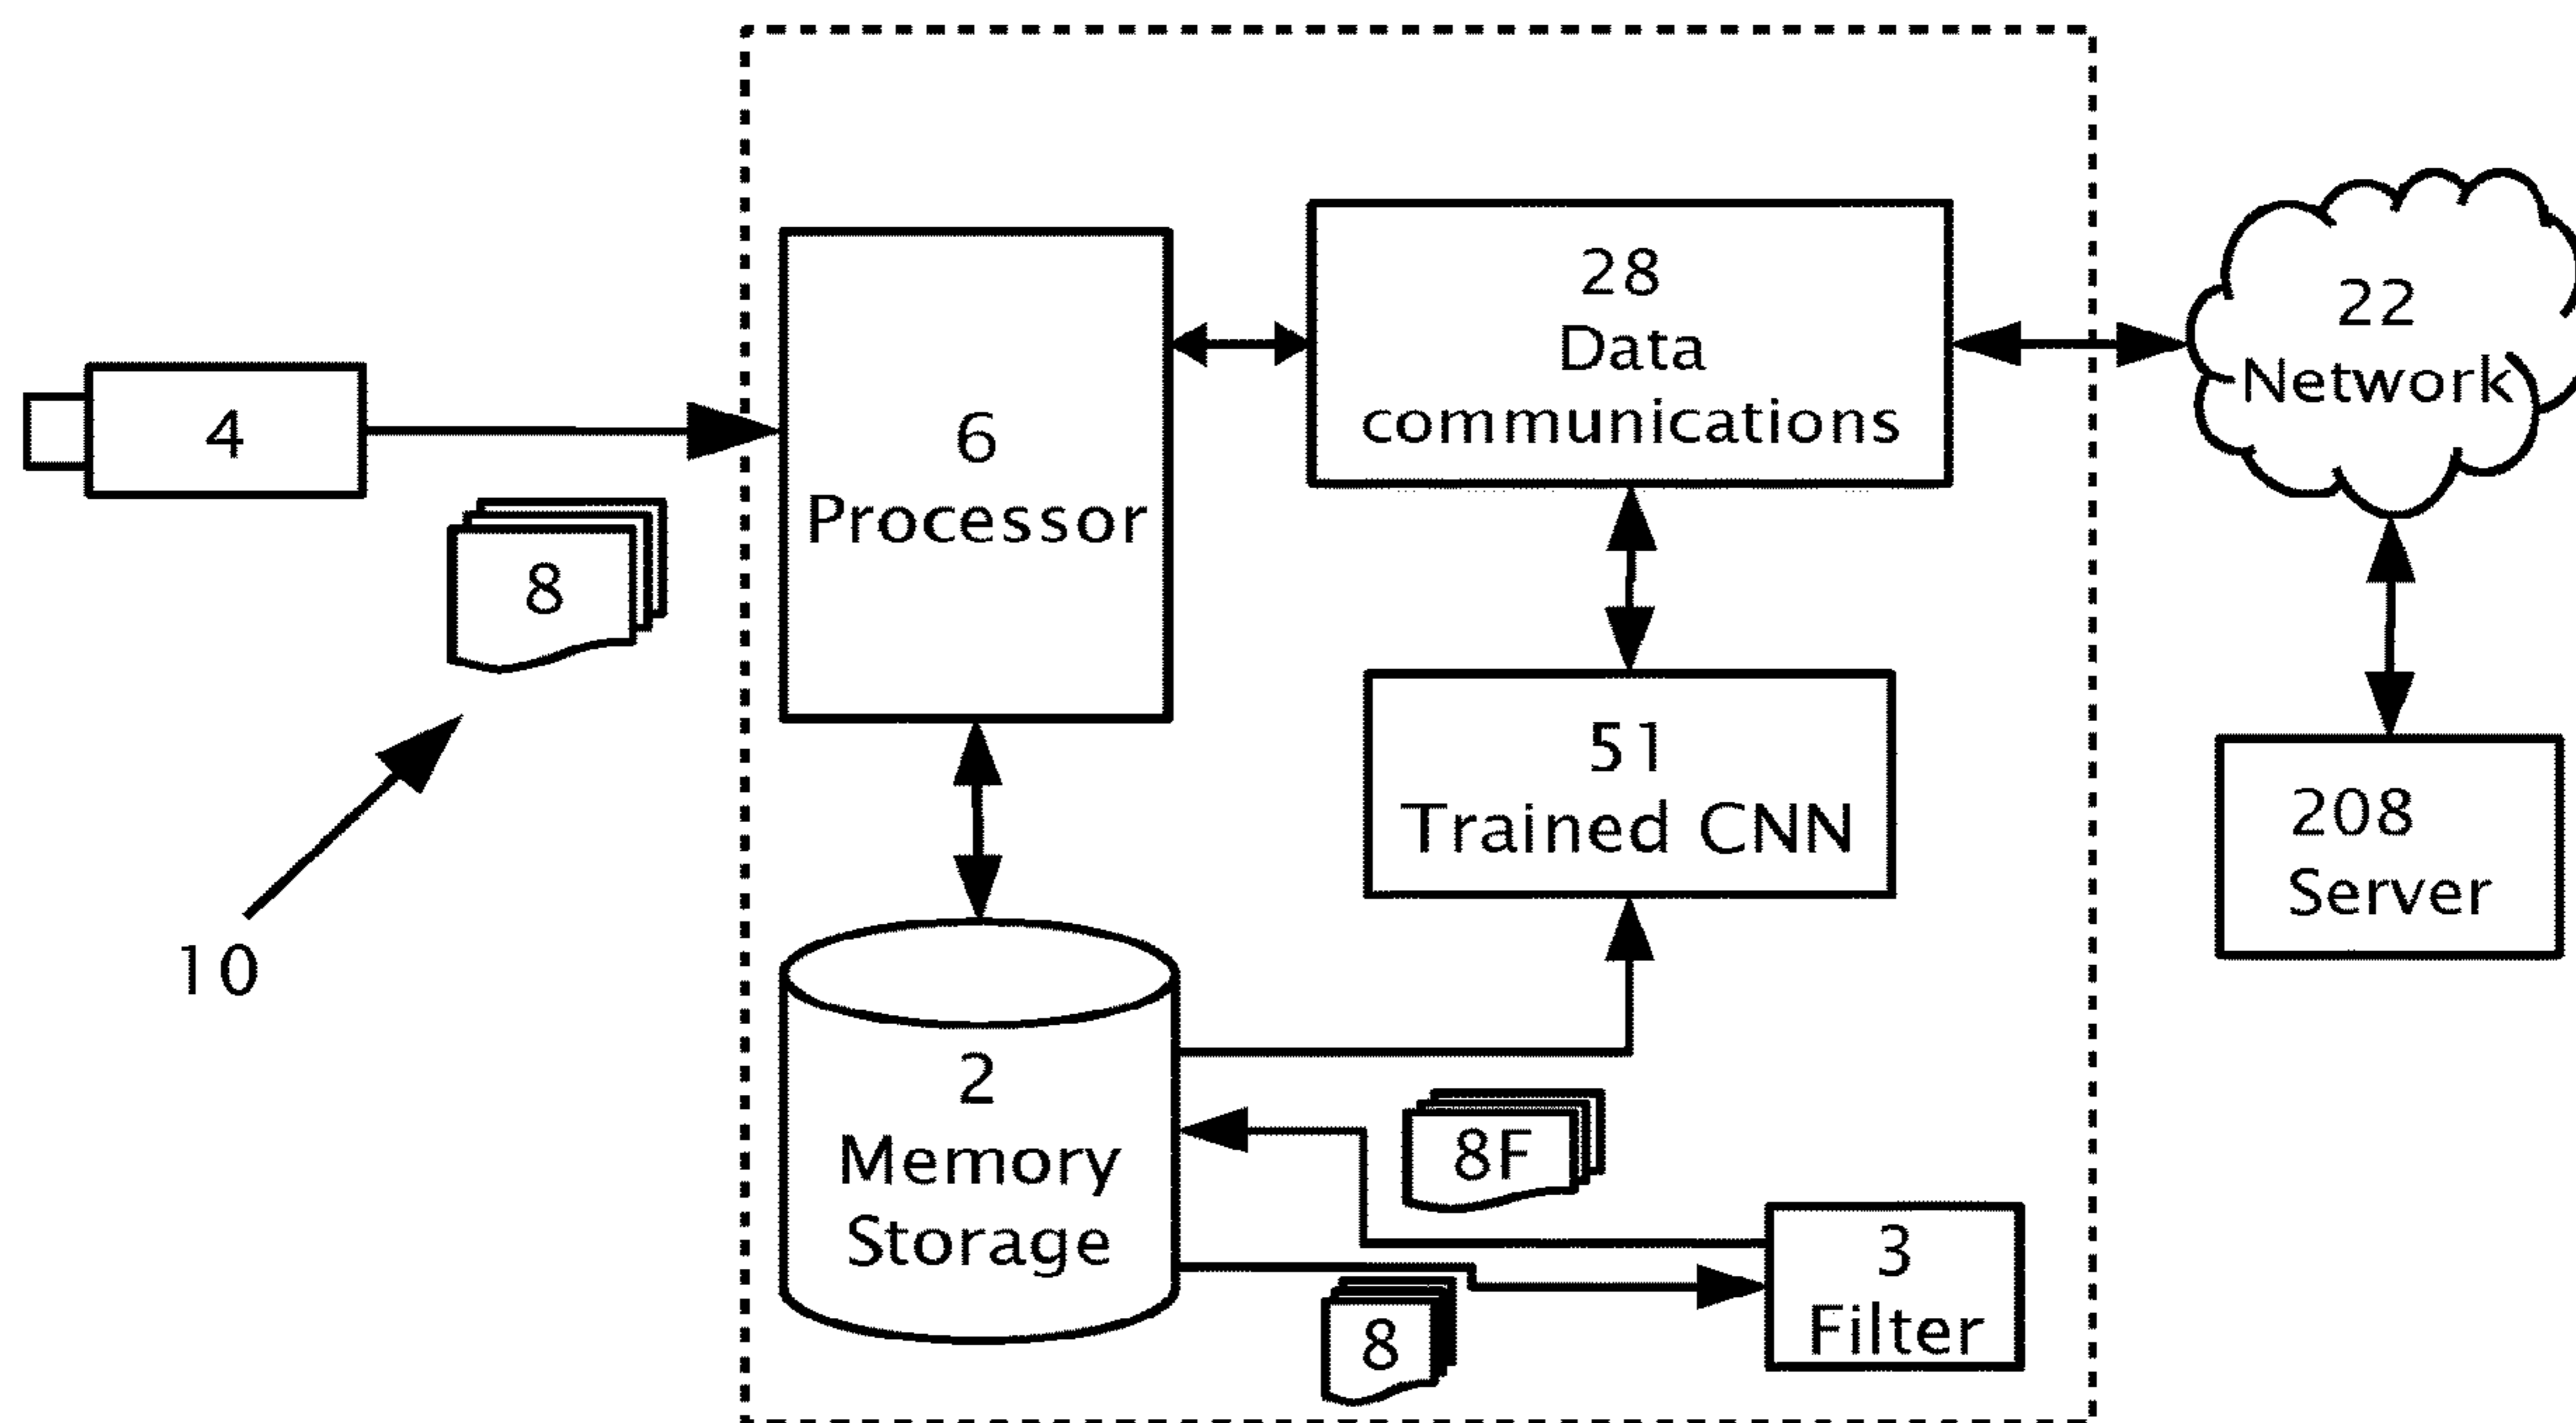 4
8
10
6
Processor
28
Data
communications
22
Network
51
Trained CNN
208
Server
2
Memory
Storage
8F
8
3
Filter